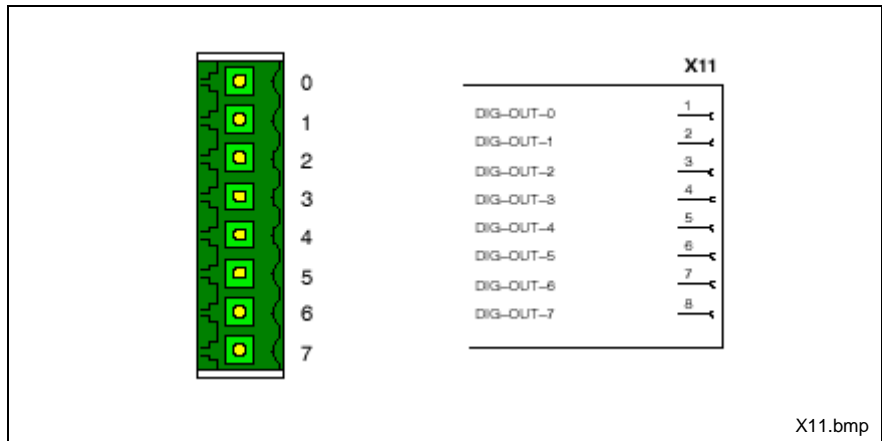 0
1
2
3
4
5
6
7
X11
DIG–OUT–0 1
DIG–OUT–1 2
DIG–OUT–2 3
DIG–OUT–3 4
DIG–OUT–4 5
DIG–OUT–5 6
DIG–OUT–6 7
DIG–OUT–7 8
X11.bmp